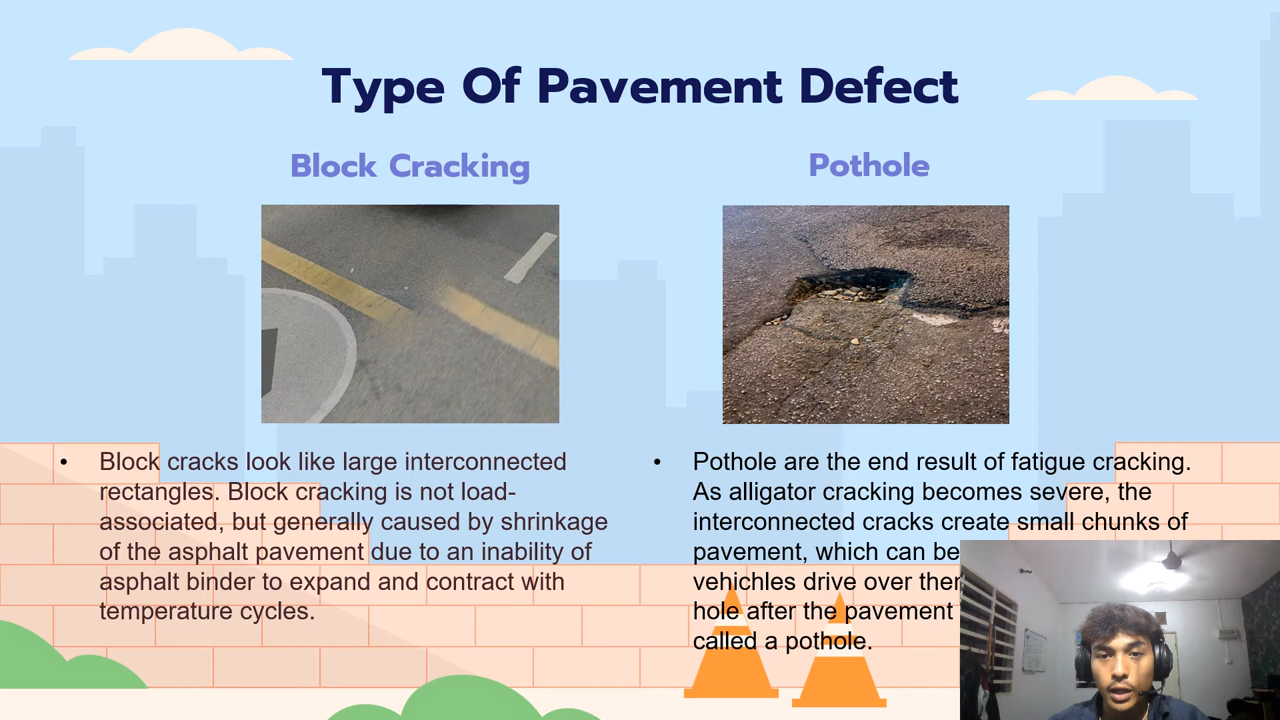 Type Of Pavement Defect
Block Cracking
Pothole
• Block cracks look like large interconnected
rectangles. Block cracking is not load-
associated, but generally caused by shrinkage
of the asphalt pavement due to an inability of
asphalt binder to expand and contract with
temperature cycles.
• Pothole are the end result of fatigue cracking.
As alligator cracking becomes severe, the
interconnected cracks create small chunks of
pavement, which can be
vehichles drive over
hole after the pavement
called a pothole.